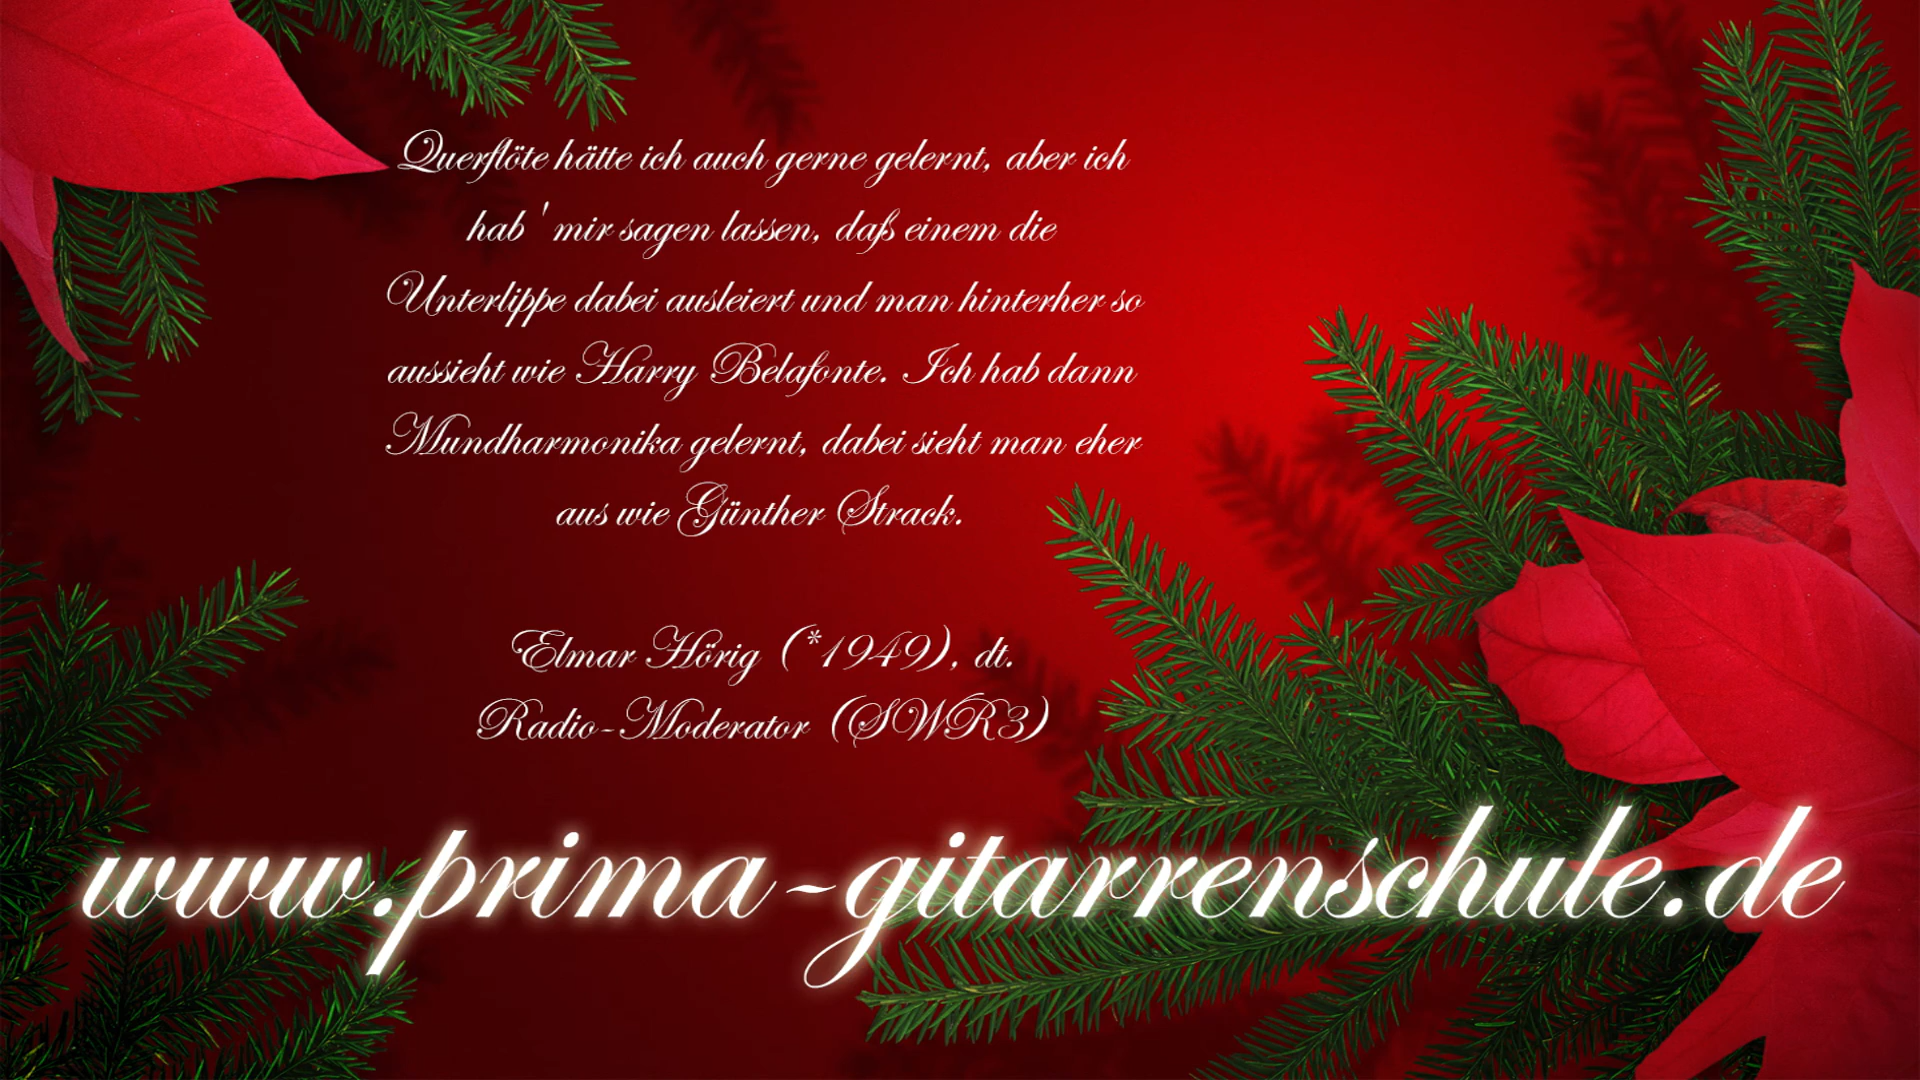 Querflöte hätte ich auch gerne gelernt, aber ich
hab ' mir sagen lassen, daß einem die
Unterlippe dabei ausleiert und man hinterher so
aussieht wie Harry Belafonte. Ich hab dann
Mundharmonika gelernt, dabei sieht man eher
aus wie Günther Strack.
Elmar Hörig (*1949), dt.
Radio-Moderator (SWR3)
www.prima-gitarrenschule.de